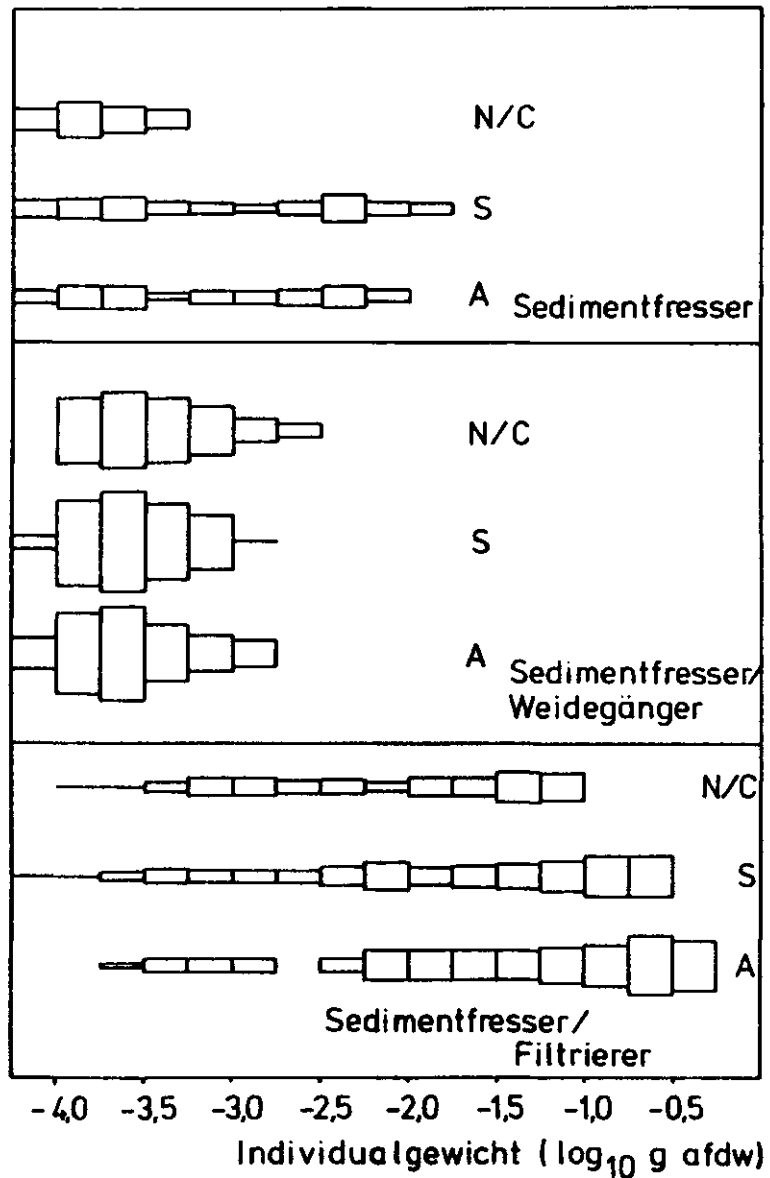 N/C
S
A Sedimentfresser
N/C
S
A Sedimentfresser/
Weidegänger
N/C
S
A
Sedimentfresser/
Filtrierer
-4,0 -3,5 -3,0 -2,5 -2,0 -1,5 -1,0 -0,5
Individualgewicht (log10 g afdw)